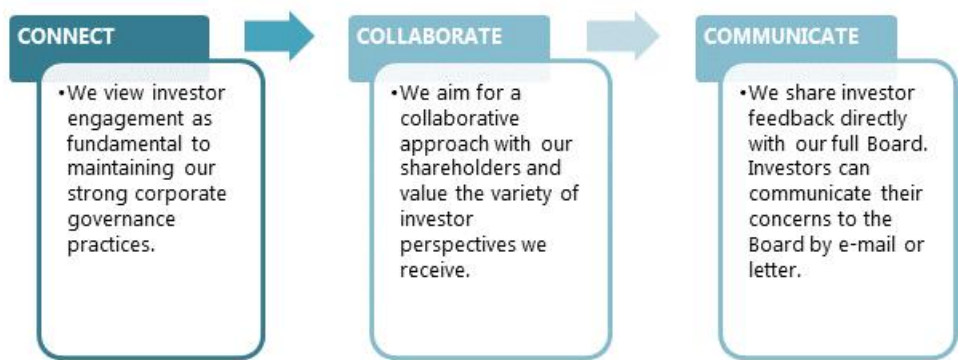 CONNECT
•We view investor
engagement as
fundamental to
maintaining our
strong corporate
governance
practices.
COLLABORATE
•We aim for a
collaborative
approach with our
shareholders and
value the variety of
investor
perspectives we
receive.
COMMUNICATE
•We share investor
feedback directly
with our full Board.
Investors can
communicate their
concerns to the
Board by e-mail or
letter.